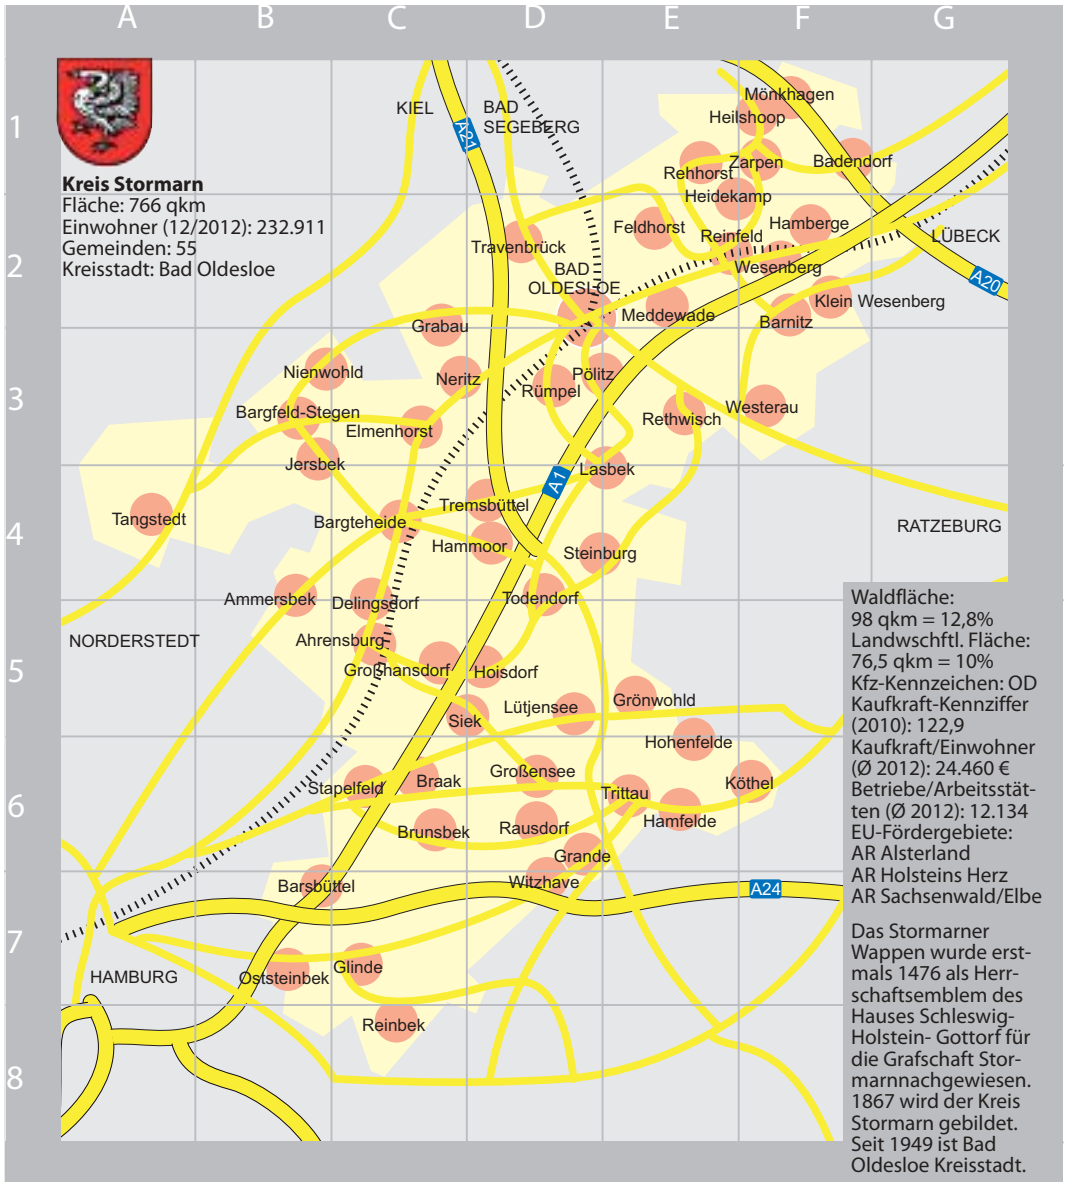 A B C D E F G
1
2
3
4
5
6
7
8
Kreis Stormarn
Fläche: 766 qkm
Einwohner (12/2012): 232.911
Gemeinden: 55
Kreisstadt: Bad Oldesloe
KIEL
A21
BAD
SEGEBERG
Mönkhagen
Heilshoop
Rehhorst
Zarpen
Badendorf
Heidekamp
Feldhorst
Hamberge
Reinfeld
LÜBECK
Travenbrück
Wesenberg
A20
BAD
OLDESLOE
Klein Wesenberg
Meddewade
Barnitz
Grabau
Nienwohld
Neritz
Pölitz
Rümpel
Bargfeld-Stegen
Elmenhorst
Rethwisch
Westerau
Jersbek
Lasbek
A1
Tangstedt
Tremsbüttel
Bargteheide
RATZEBURG
Hammoor
Steinburg
Ammersbek
Delingsdorf
Todendorf
NORDERSTEDT
Ahrensburg
Großhansdorf
Hoisdorf
Grönwohld
Lütjensee
Siek
Hohenfelde
Großensee
Stapelfeld
Braak
Köthl
Trittau
Brunsbek
Rausdorf
Hamfelde
Grande
Barsbüttel
Witzhave
A24
HAMBURG
Oststeinbek
Glinde
Reinbek
Waldfläche:
98 qkm = 12,8%
Landwschftl. Fläche:
76,5 qkm = 10%
Kfz-Kennzeichen: OD
Kaufkraft-Kennziffer
(2010): 122,9
Kaufkraft/Einwohner
(Ø 2012): 24.460 €
Betriebe/Arbeitsstät-
ten (Ø 2012): 12.134
EU-Fördergebiete:
AR Alsterland
AR Holsteins Herz
AR Sachsenwald/Elbe
Das Stormarner
Wappen wurde erst-
mals 1476 als Herr-
schaftsemblem des
Hauses Schleswig-
Holstein- Gottorf für
die Grafschaft Stor-
marnnachgewiesen.
1867 wird der Kreis
Stormarn gebildet.
Seit 1949 ist Bad
Oldesloe Kreisstadt.